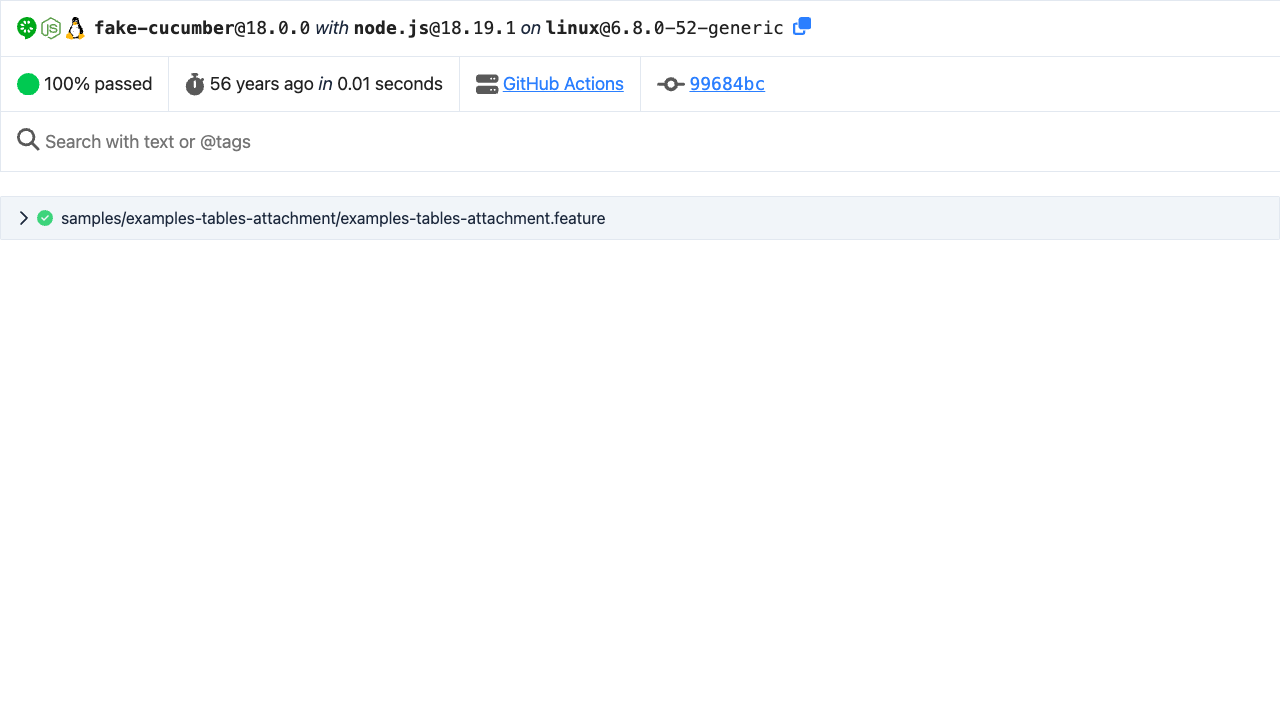 fake-cucumber@18.0.0 with node.js@18.19.1 on linux@6.8.0-52-generic
100% passed 56 years ago in 0.01 seconds GitHub Actions 99684bc
Search with text or @tags
samples/examples-tables-attachment/examples-tables-attachment.feature